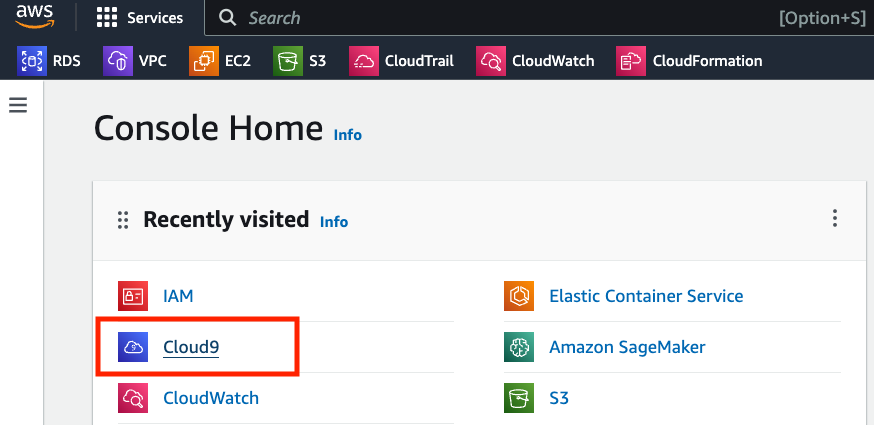 aws Services Search [Option+S]
RDS VPC EC2 S3 CloudTrail CloudWatch CloudFormation
Console Home Info
Recently visited Info
IAM Elastic Container Service
Cloud9 Amazon SageMaker
CloudWatch S3